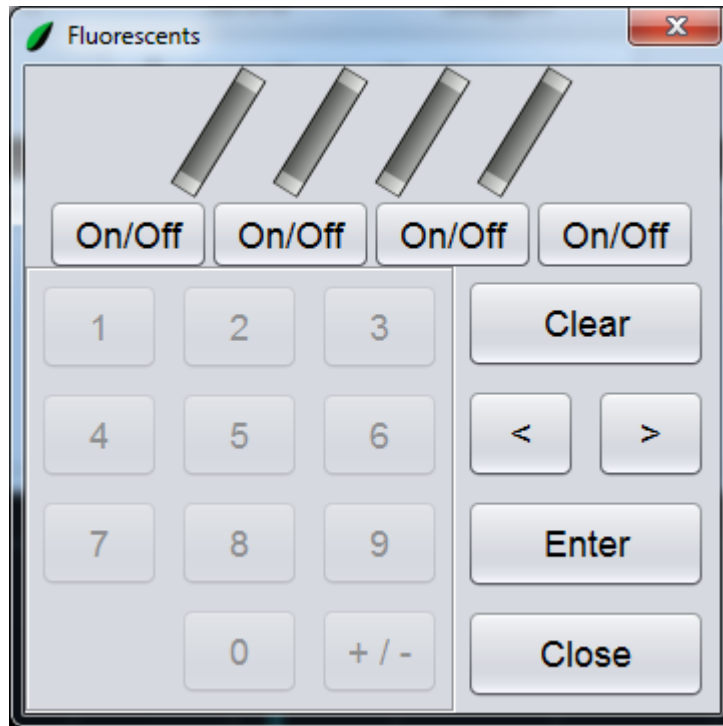 Fluorescents
X
On/Off On/Off On/Off On/Off
1 2 3 Clear
4 5 6 < >
7 8 9 Enter
0 + / - Close